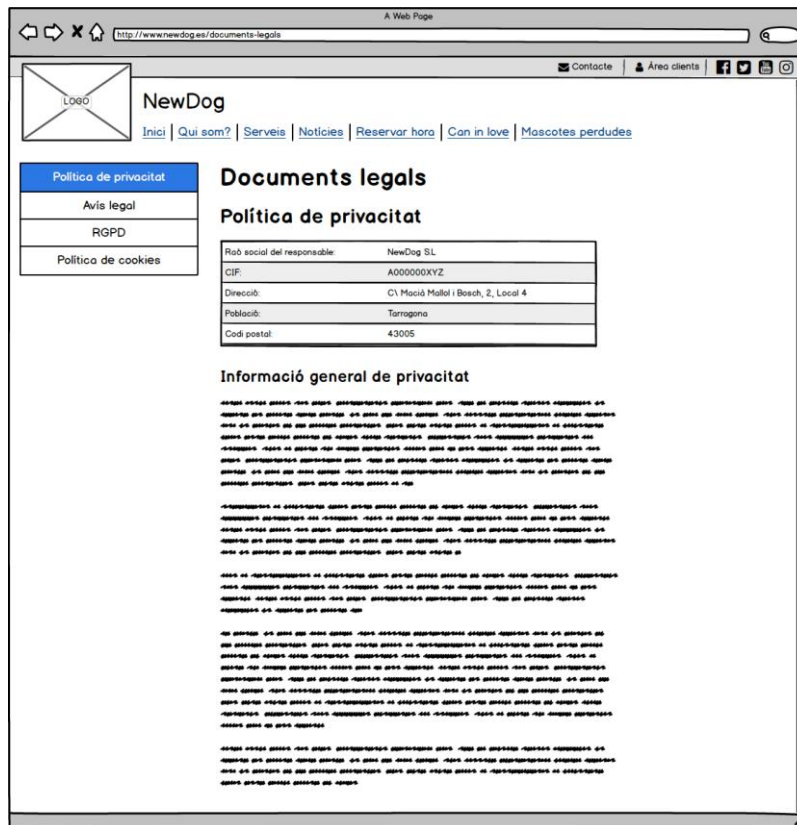 A Web Page
http://www.newdog.es/documents-legals
Contacte | Àrea clients
LOGO
NewDog
Inici | Qui som? | Serveis | Notícies | Reservar hora | Can in love | Mascotes perdudes
Política de privacitat
Avís legal
RGPD
Política de cookies
Documents legals
Política de privacitat
Raó social del responsable: NewDog S.L
CIF: A000000XYZ
Direcció: C\ Macià Mallol i Bosch, 2, Local 4
Població: Tarragona
Codi postal: 43005
Informació general de privacitat